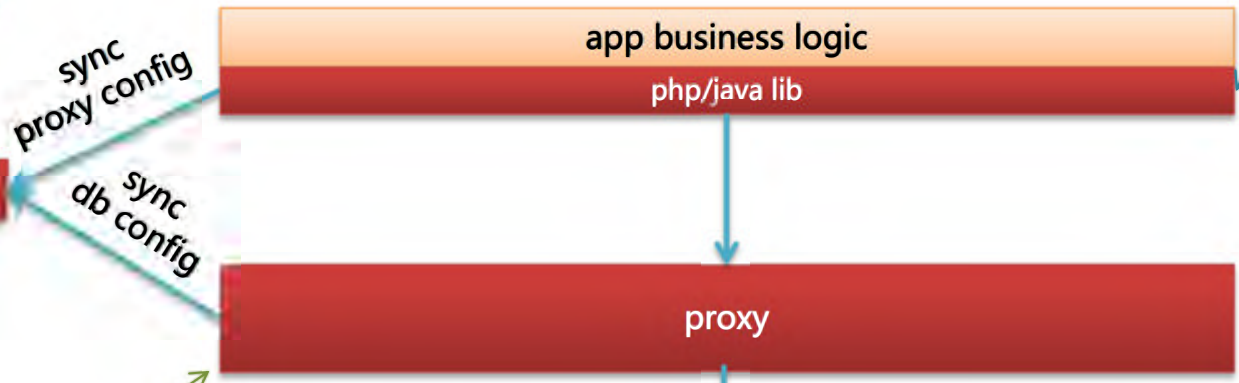 app business logic
php/java lib
sync
proxy config
sync
db config
proxy